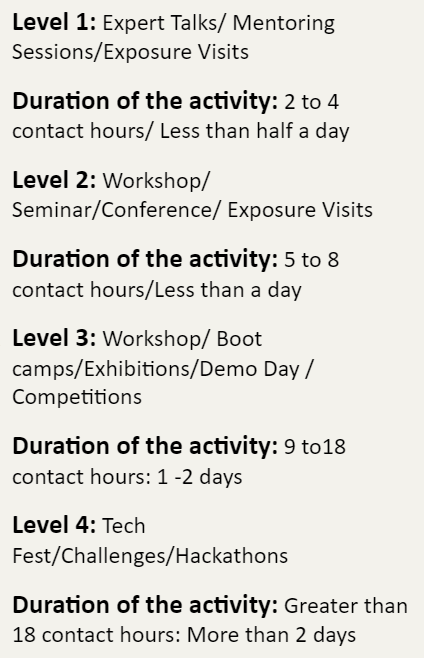 Level 1: Expert Talks/ Mentoring
Sessions/Exposure Visits
Duration of the activity: 2 to 4
contact hours/ Less than half a day
Level 2: Workshop/
Seminar/Conference/ Exposure Visits
Duration of the activity: 5 to 8
contact hours/Less than a day
Level 3: Workshop/ Boot
camps/Exhibitions/Demo Day /
Competitions
Duration of the activity: 9 to18
contact hours: 1 -2 days
Level 4: Tech
Fest/Challenges/Hackathons
Duration of the activity: Greater than
18 contact hours: More than 2 days